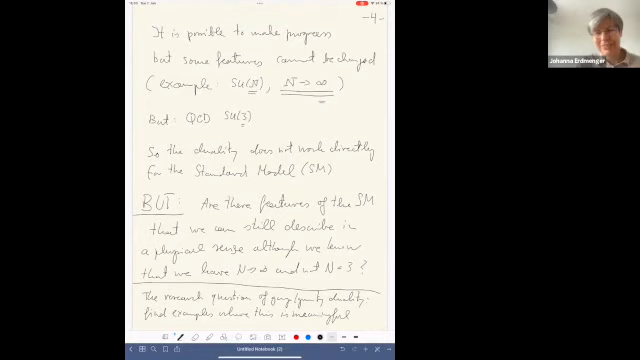 -4-
It is possible to make progress
but some features cannot be changed
(example: SU(N), N → ∞)
But: QCD SU(3)
So the duality does not work directly
for the Standard Model (SM)
BUT: Are there features of the SM
that we can still describe in
a physical sense although we know
that we have N → ∞ and not N = 3 ?
The research question of gauge/gravity duality:
find examples where this is meaningful
Untitled Notebook (2)
Johanna Erdmenger